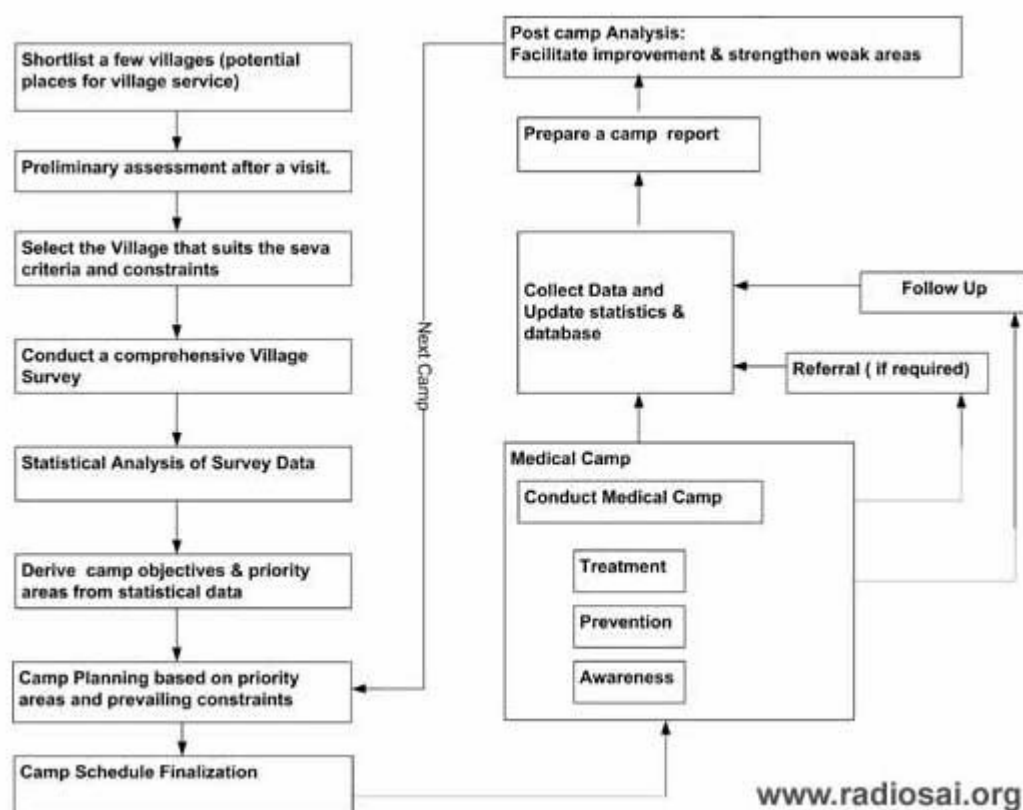 Shortlist a few villages (potential
places for village service)
Preliminary assessment after a visit.
Select the Village that suits the seva
criteria and constraints
Conduct a comprehensive Village
Survey
Statistical Analysis of Survey Data
Derive camp objectives & priority
areas from statistical data
Camp Planning based on priority
areas and prevailing constraints
Camp Schedule Finalization
Next Camp
Post camp Analysis:
Facilitate improvement & strengthen weak areas
Prepare a camp report
Collect Data and
Update statistics &
database
Follow Up
Referral ( if required)
Medical Camp
Conduct Medical Camp
Treatment
Prevention
Awareness
www.radiosai.org